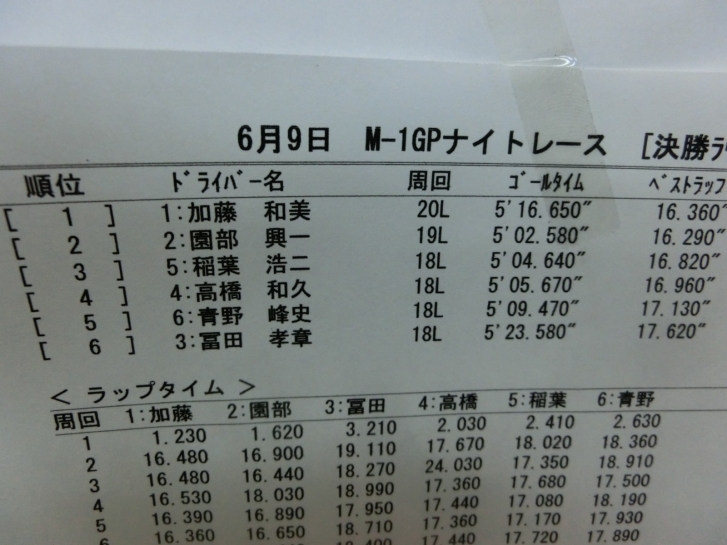 6月9日 M-1GPナイトレース [決勝
順位 ﾄﾞﾗｲﾊﾞｰ名 周回 ｺﾞｰﾙﾀｲﾑ ﾍﾞｽﾄﾗｯﾌﾟ
[ 1 ] 1:加藤 和美 20L 5'16.650" 16.360"
[ 2 ] 2:園部 興一 19L 5'02.580" 16.290"
[ 3 ] 5:稲葉 浩二 18L 5'04.640" 16.820"
[ 4 ] 4:高橋 和久 18L 5'05.670" 16.960"
[ 5 ] 6:青野 峰史 18L 5'09.470" 17.130"
[ 6 ] 3:冨田 孝章 18L 5'23.580" 17.620"
< ラップタイム >
周回 1:加藤 2:園部 3:冨田 4:高橋 5:稲葉 6:青野
1 1.230 1.620 3.210 2.030 2.410 2.630
2 16.480 16.900 19.110 17.670 18.020 18.360
3 16.480 16.440 18.270 24.030 17.350 18.910
4 16.530 18.030 18.990 17.360 17.680 17.500
5 16.390 16.890 17.950 17.440 17.080 18.190
6 16.360 16.650 18.710 17.360 17.170 17.930
17.440 17.720 17.890